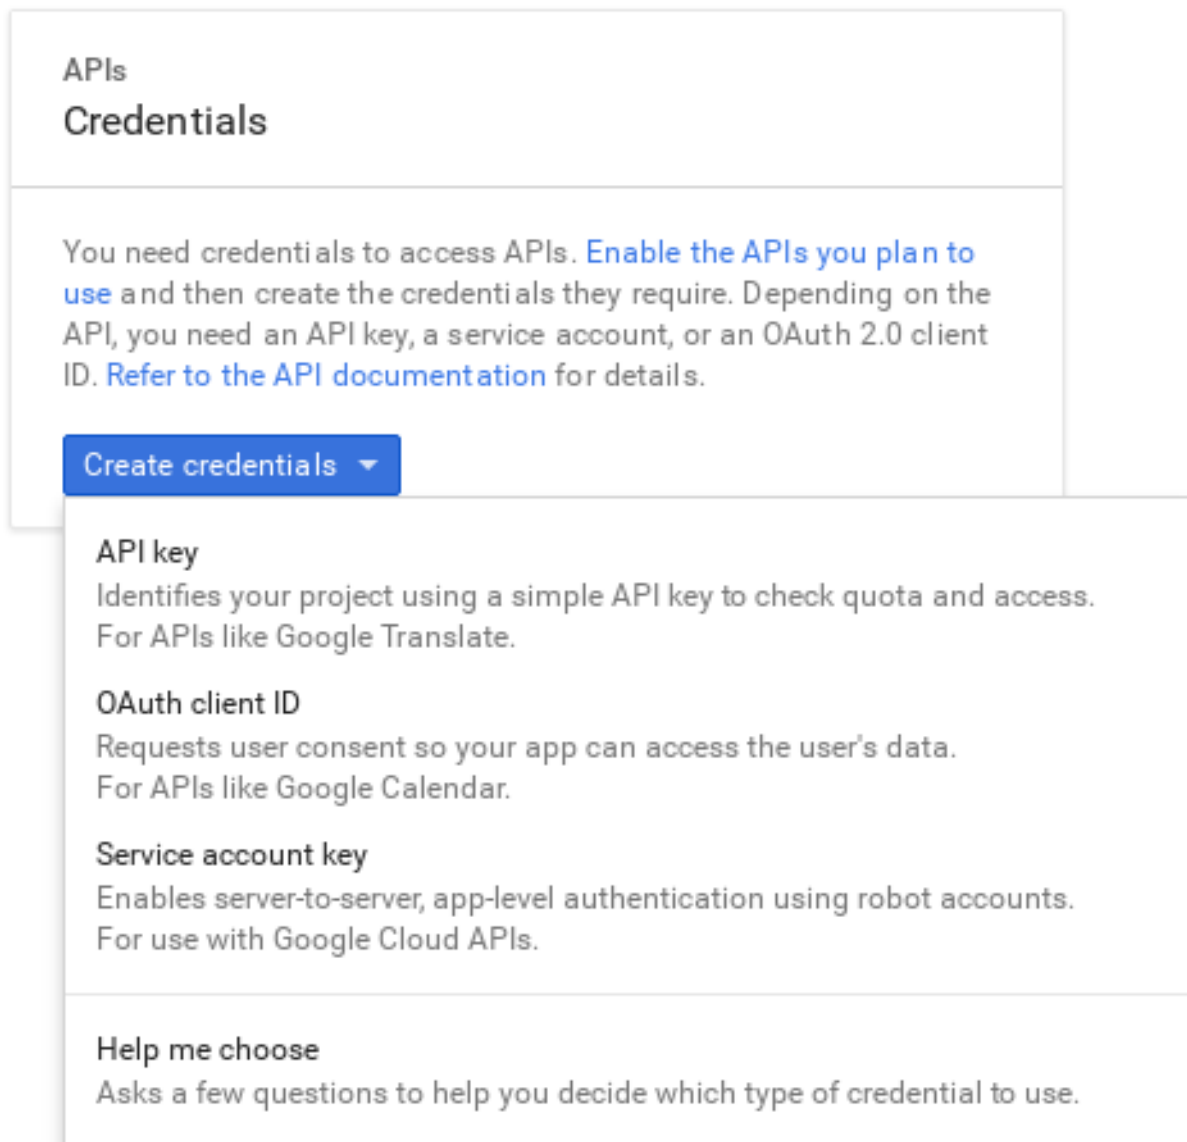 APIs
Credentials
You need credentials to access APIs. Enable the APIs you plan to
use and then create the credentials they require. Depending on the
API, you need an API key, a service account, or an OAuth 2.0 client
ID. Refer to the API documentation for details.
Create credentials
API key
Identifies your project using a simple API key to check quota and access.
For APIs like Google Translate.
OAuth client ID
Requests user consent so your app can access the user's data.
For APIs like Google Calendar.
Service account key
Enables server-to-server, app-level authentication using robot accounts.
For use with Google Cloud APIs.
Help me choose
Asks a few questions to help you decide which type of credential to use.